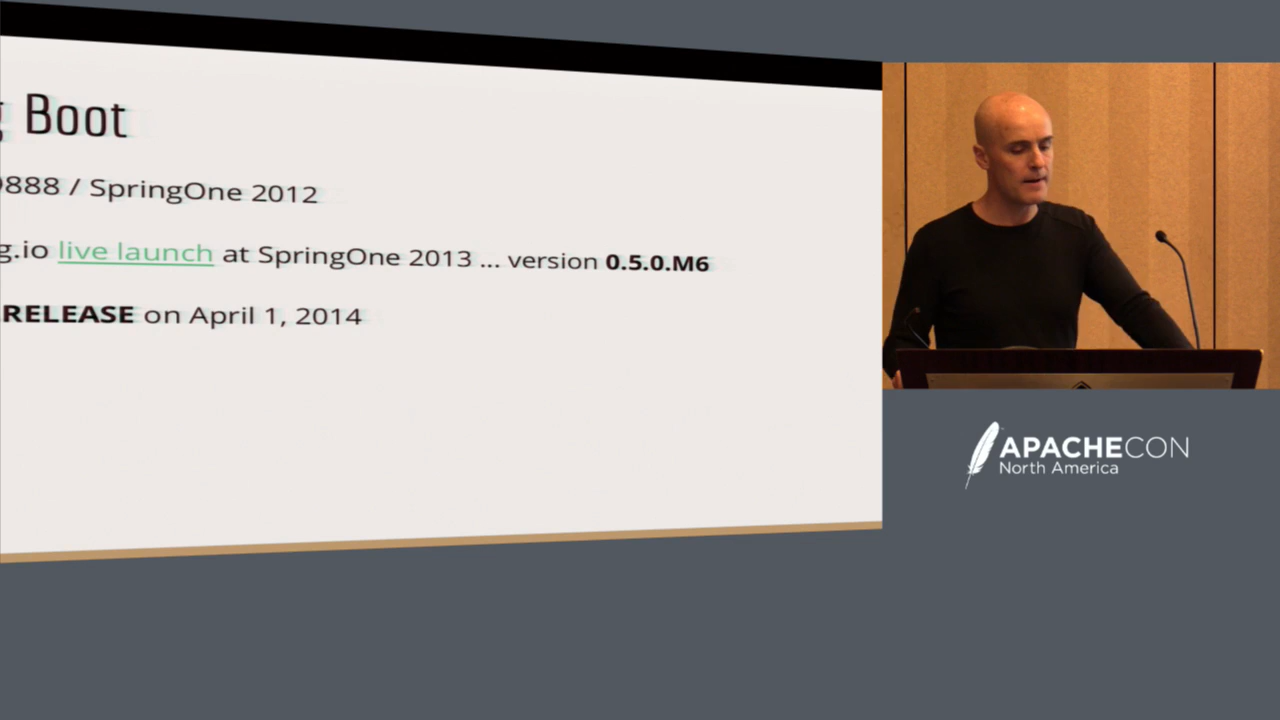 Boot
9888 / SpringOne 2012
g.io live launch at SpringOne 2013 ... version 0.5.0.M6
RELEASE on April 1, 2014
APACHECON
North America